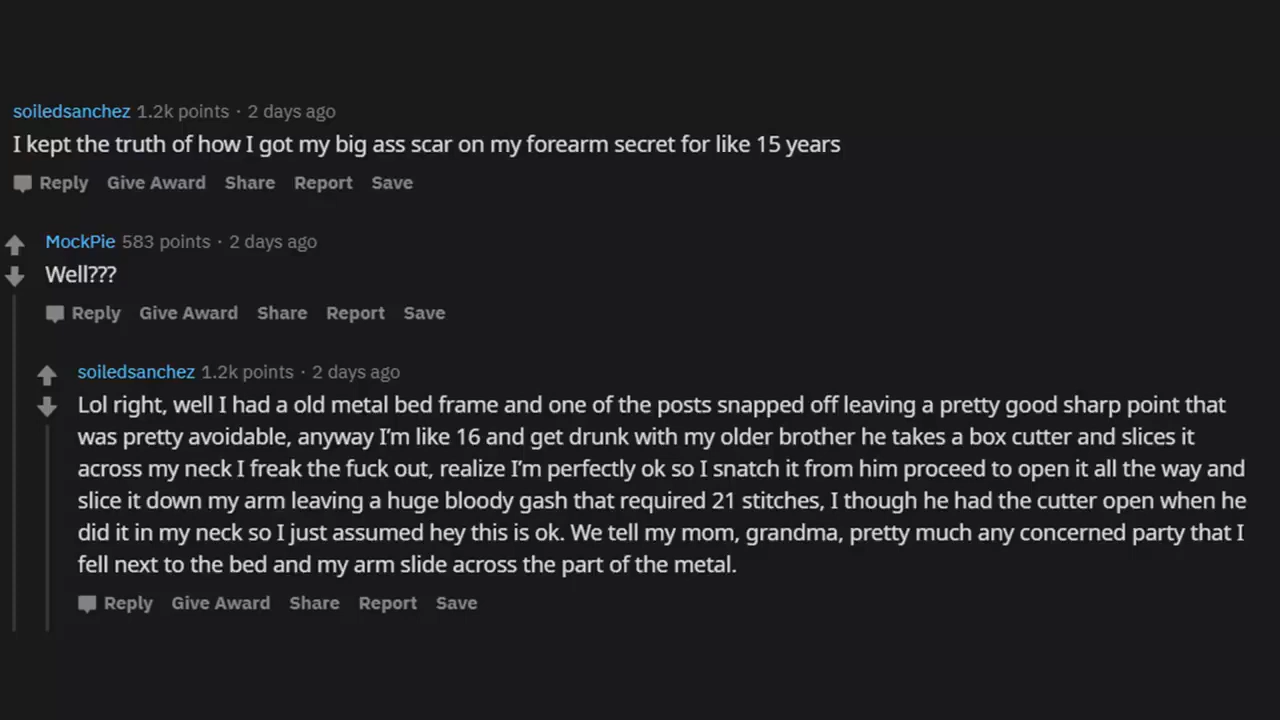 soiledsanchez 1.2k points · 2 days ago
I kept the truth of how I got my big ass scar on my forearm secret for like 15 years
Reply Give Award Share Report Save
MockPie 583 points · 2 days ago
Well???
Reply Give Award Share Report Save
soiledsanchez 1.2k points · 2 days ago
Lol right, well I had a old metal bed frame and one of the posts snapped off leaving a pretty good sharp point that
was pretty avoidable, anyway I'm like 16 and get drunk with my older brother he takes a box cutter and slices it
across my neck I freak the fuck out, realize I'm perfectly ok so I snatch it from him proceed to open it all the way and
slice it down my arm leaving a huge bloody gash that required 21 stitches, I though he had the cutter open when he
did it in my neck so I just assumed hey this is ok. We tell my mom, grandma, pretty much any concerned party that I
fell next to the bed and my arm slide across the part of the metal.
Reply Give Award Share Report Save